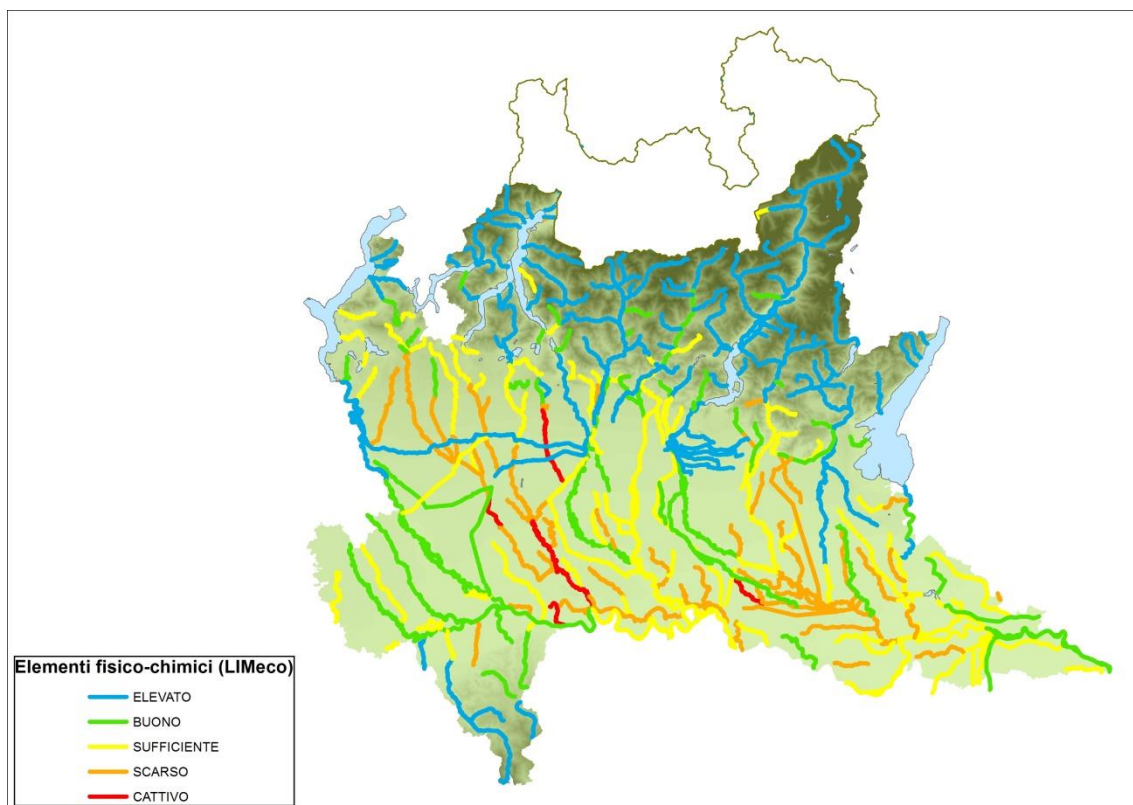 Elementi fisico-chimici (LIMeco)
ELEVATO
BUONO
SUFFICIENTE
SCARSO
CATTIVO